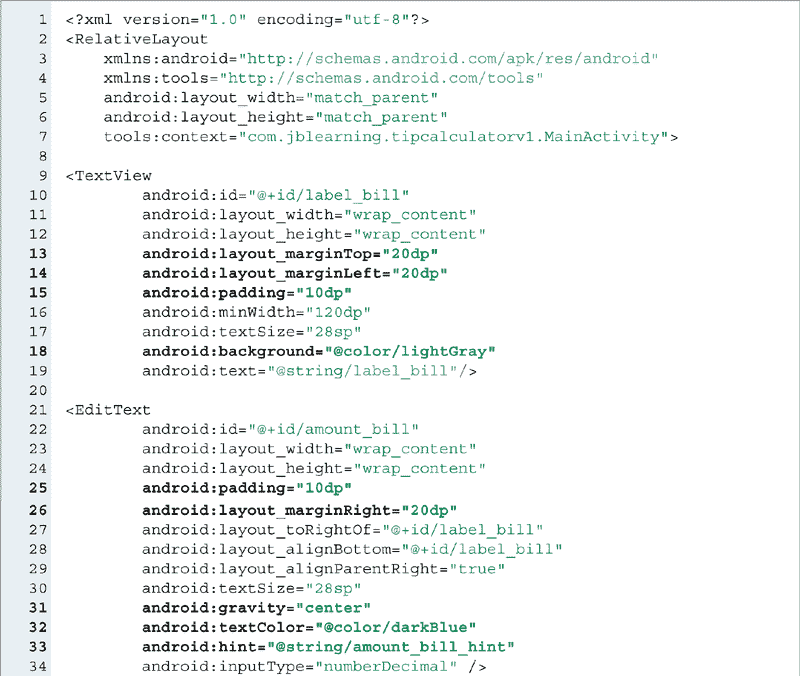 1 <?xml version="1.0" encoding="utf-8"?>
2 <RelativeLayout
3     xmlns:android="http://schemas.android.com/apk/res/android"
4     xmlns:tools="http://schemas.android.com/tools"
5     android:layout_width="match_parent"
6     android:layout_height="match_parent"
7     tools:context="com.jblearning.tipcalculatorv1.MainActivity">
8
9 <TextView
10         android:id="@+id/label_bill"
11         android:layout_width="wrap_content"
12         android:layout_height="wrap_content"
13         android:layout_marginTop="20dp"
14         android:layout_marginLeft="20dp"
15         android:padding="10dp"
16         android:minWidth="120dp"
17         android:textSize="28sp"
18         android:background="@color/lightGray"
19         android:text="@string/label_bill"/>
20
21 <EditText
22         android:id="@+id/amount_bill"
23         android:layout_width="wrap_content"
24         android:layout_height="wrap_content"
25         android:padding="10dp"
26         android:layout_marginRight="20dp"
27         android:layout_toRightOf="@+id/label_bill"
28         android:layout_alignBottom="@+id/label_bill"
29         android:layout_alignParentRight="true"
30         android:textSize="28sp"
31         android:gravity="center"
32         android:textColor="@color/darkBlue"
33         android:hint="@string/amount_bill_hint"
34         android:inputType="numberDecimal" />